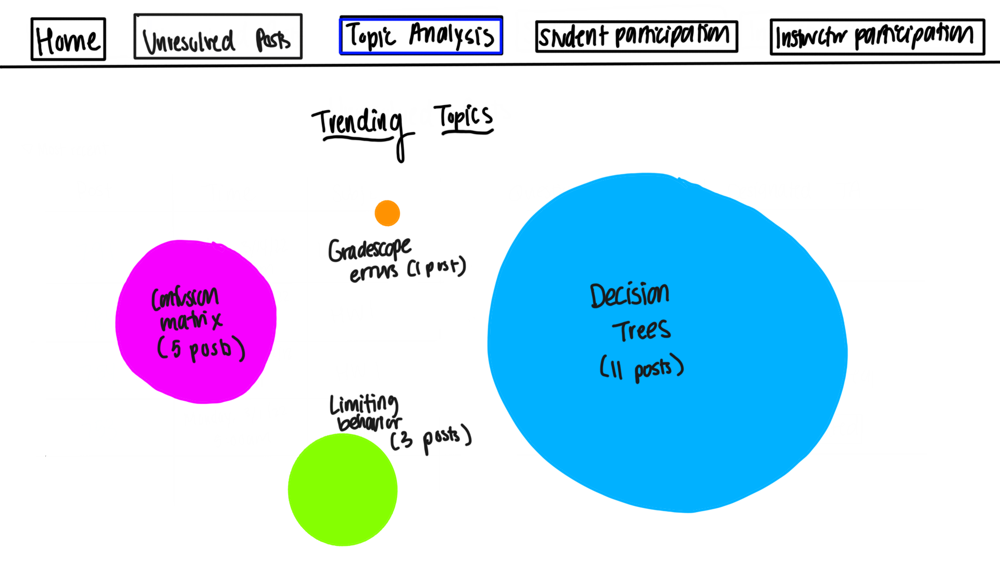 Home
Unresolved Posts
Topic Analysis
Student participation
Instructor participation
Trending Topics
Gradescope
errors (1 post)
Confusion
matrix
(5 posts)
Decision
Trees
(11 posts)
Limiting
behavior
(3 posts)